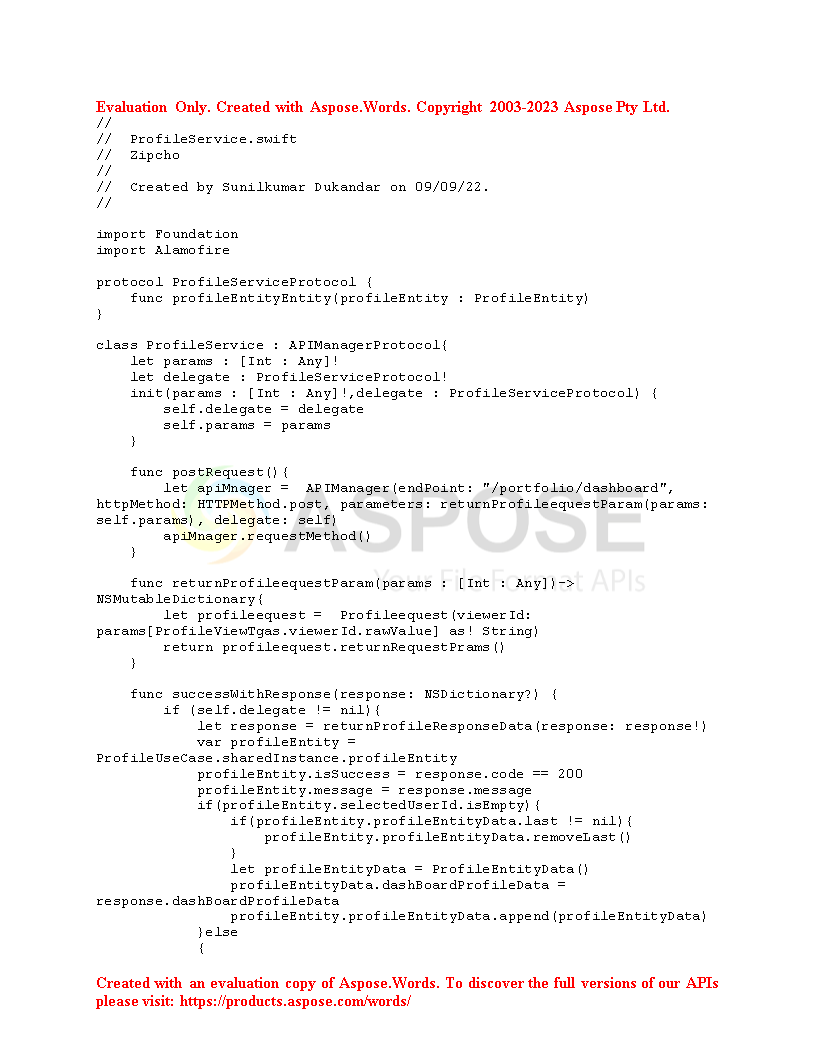 Evaluation Only. Created with Aspose.Words. Copyright 2003-2023 Aspose Pty Ltd.
//
//  ProfileService.swift
//  Zipcho
//
//  Created by Sunilkumar Dukandar on 09/09/22.
//
import Foundation
import Alamofire
protocol ProfileServiceProtocol {
    func profileEntityEntity(profileEntity : ProfileEntity)
}
class ProfileService : APIManagerProtocol{
    let params : [Int : Any]!
    let delegate : ProfileServiceProtocol!
    init(params : [Int : Any]!,delegate : ProfileServiceProtocol) {
        self.delegate = delegate
        self.params = params
    }
    func postRequest(){
        let apiMnager =  APIManager(endPoint: "/portfolio/dashboard",
httpMethod: HTTPMethod.post, parameters: returnProfileequestParam(params:
self.params), delegate: self)
        apiMnager.requestMethod()
    }
    func returnProfileequestParam(params : [Int : Any])->
NSMutableDictionary{
        let profileequest =  Profileequest(viewerId:
params[ProfileViewTgas.viewerId.rawValue] as! String)
        return profileequest.returnRequestPrams()
    }
    func successWithResponse(response: NSDictionary?) {
        if (self.delegate != nil){
            let response = returnProfileResponseData(response: response!)
            var profileEntity =
ProfileUseCase.sharedInstance.profileEntity
            profileEntity.isSuccess = response.code == 200
            profileEntity.message = response.message
            if(profileEntity.selectedUserId.isEmpty){
                if(profileEntity.profileEntityData.last != nil){
                    profileEntity.profileEntityData.removeLast()
                }
                let profileEntityData = ProfileEntityData()
                profileEntityData.dashBoardProfileData =
response.dashBoardProfileData
                profileEntity.profileEntityData.append(profileEntityData)
            }else
            {
ASPOSE
Your File Format APIs
Created with an evaluation copy of Aspose.Words. To discover the full versions of our APIs
please visit: https://products.aspose.com/words/